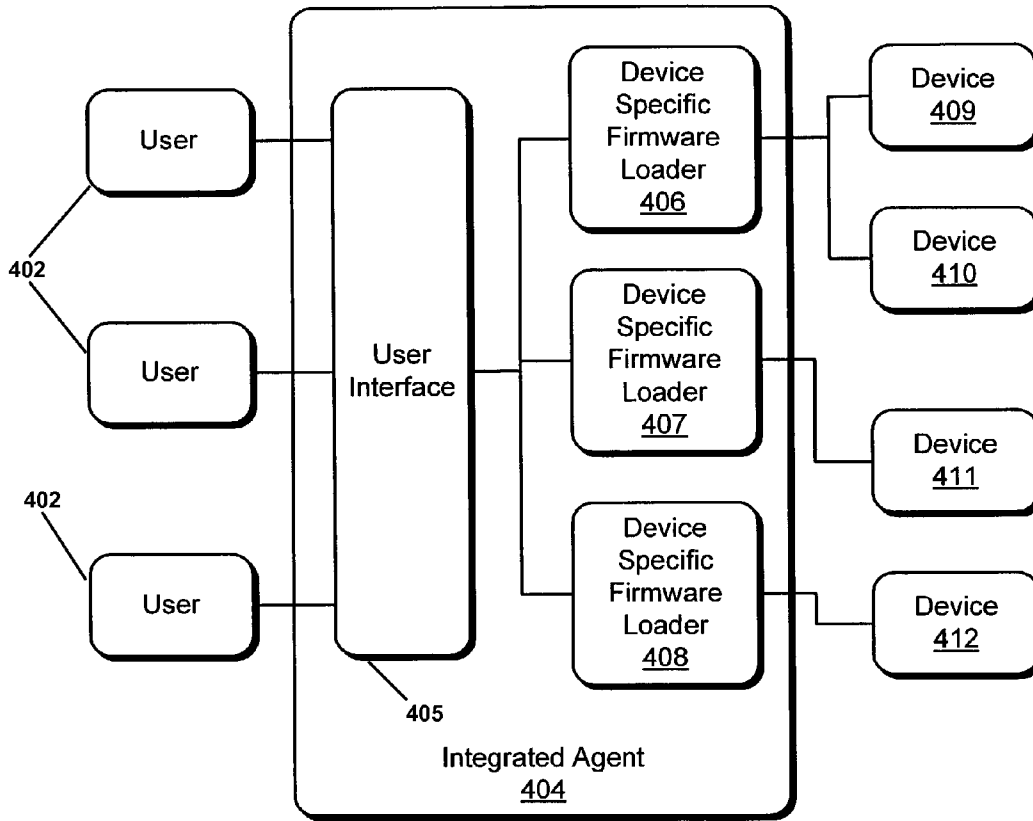 User
402
User
402
User
User
Interface
405
Device
Specific
Firmware
Loader
406
Device
Specific
Firmware
Loader
407
Device
Specific
Firmware
Loader
408
Integrated Agent
404
Device
409
Device
410
Device
411
Device
412